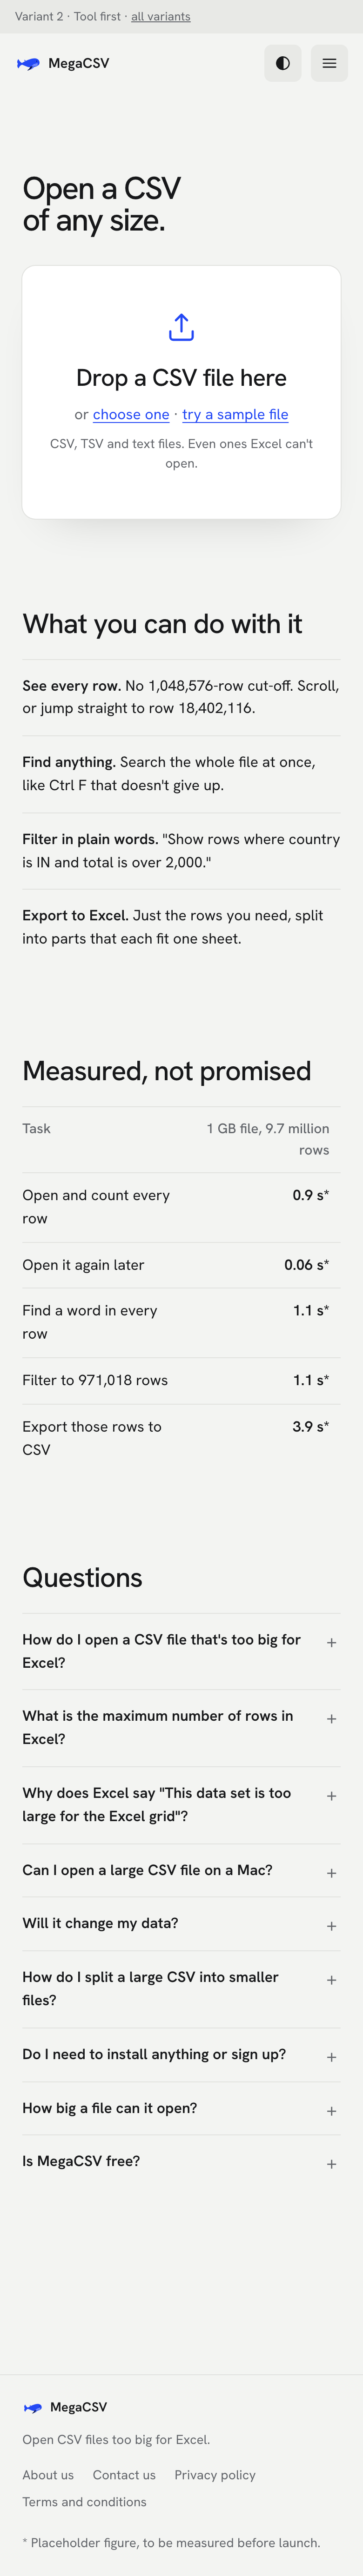 Variant 2 · Tool first · all variants
MegaCSV
Open a CSV
of any size.
Drop a CSV file here
or choose one · try a sample file
CSV, TSV and text files. Even ones Excel can't
open.
What you can do with it
See every row. No 1,048,576-row cut-off. Scroll,
or jump straight to row 18,402,116.
Find anything. Search the whole file at once,
like Ctrl F that doesn't give up.
Filter in plain words. "Show rows where country
is IN and total is over 2,000."
Export to Excel. Just the rows you need, split
into parts that each fit one sheet.
Measured, not promised
Task 1 GB file, 9.7 million
rows
Open and count every 0.9 s*
row
Open it again later 0.06 s*
Find a word in every 1.1 s*
row
Filter to 971,018 rows 1.1 s*
Export those rows to 3.9 s*
CSV
Questions
How do I open a CSV file that's too big for +
Excel?
What is the maximum number of rows in +
Excel?
Why does Excel say "This data set is too +
large for the Excel grid"?
Can I open a large CSV file on a Mac? +
Will it change my data? +
How do I split a large CSV into smaller +
files?
Do I need to install anything or sign up? +
How big a file can it open? +
Is MegaCSV free? +
MegaCSV
Open CSV files too big for Excel.
About us Contact us Privacy policy
Terms and conditions
* Placeholder figure, to be measured before launch.